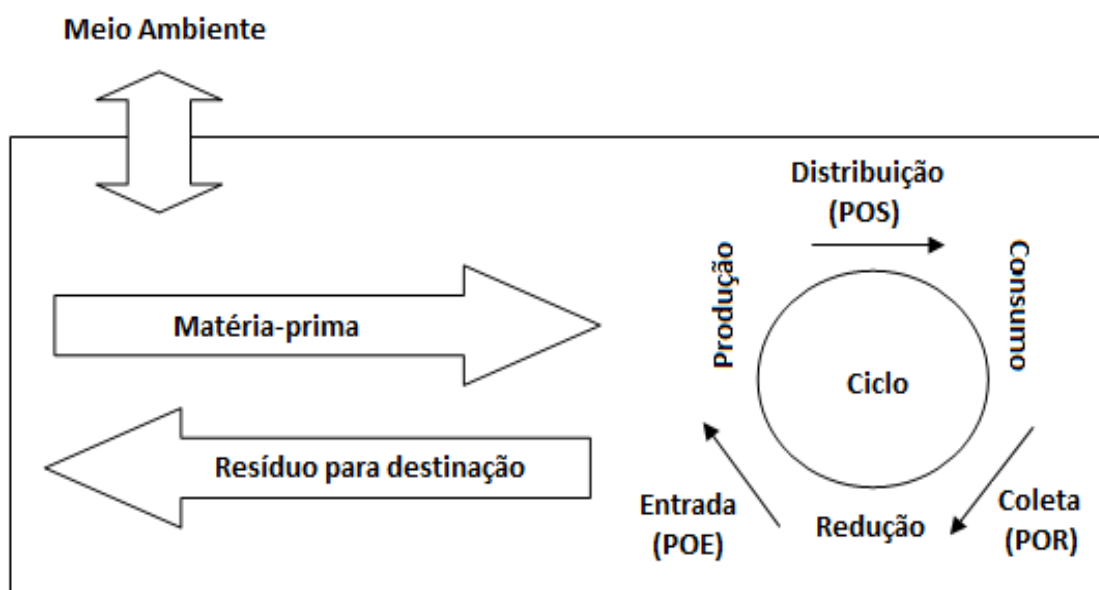 Meio Ambiente
Distribuição
(POS)
Produção
Consumo
Matéria-prima
Ciclo
Resíduo para destinação
Entrada
(POE)
Redução
Coleta
(POR)